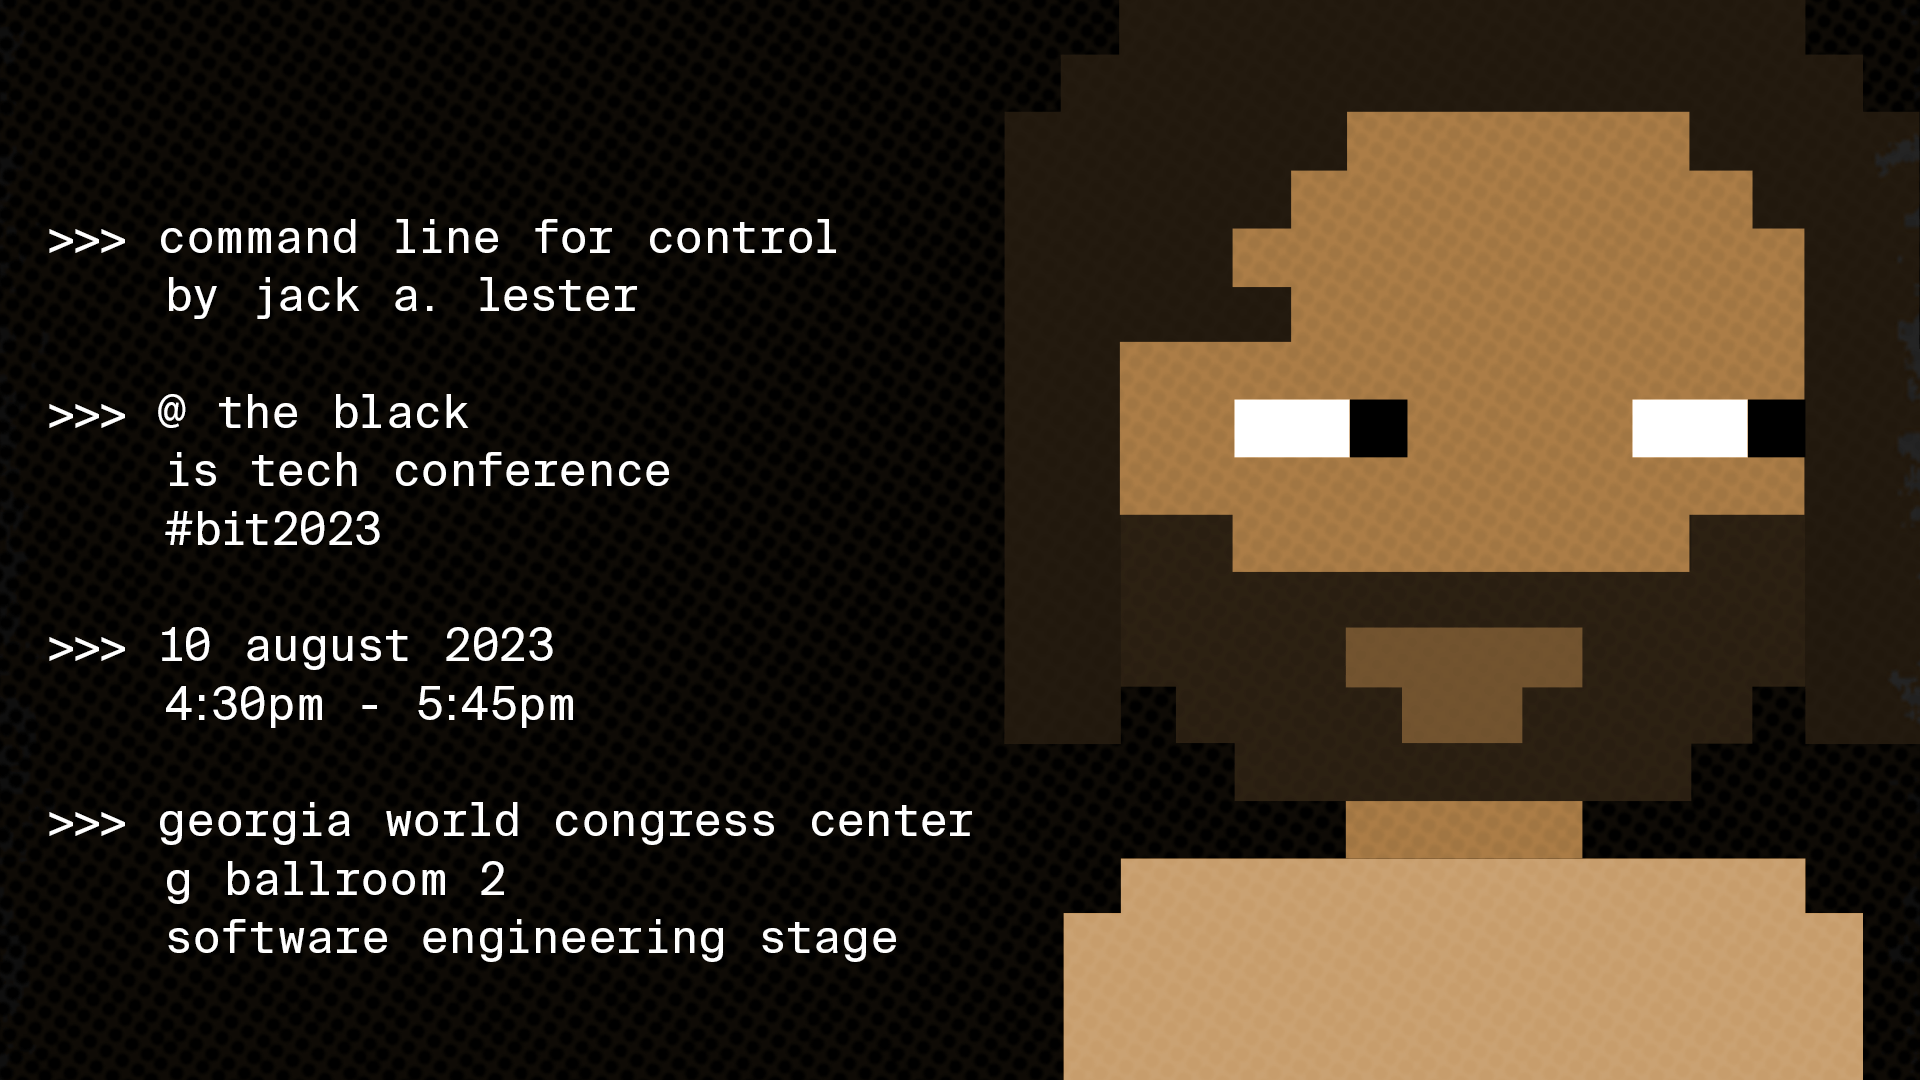 >>> command line for control
by jack a. lester
>>> @ the black
is tech conference
#bit2023
>>> 10 august 2023
4:30pm - 5:45pm
>>> georgia world congress center
g ballroom 2
software engineering stage